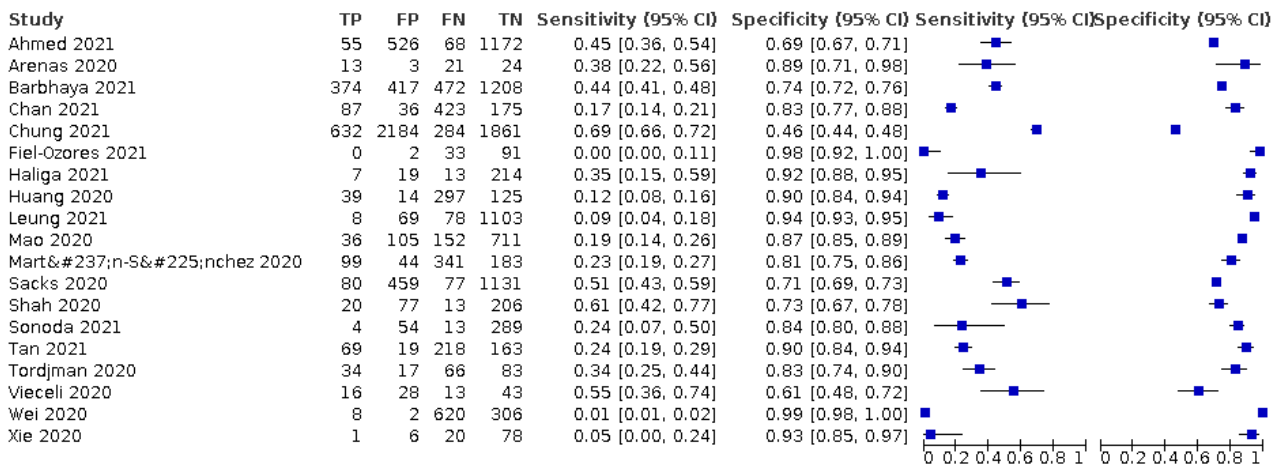 Study TP FP FN TN Sensitivity (95% CI) Specificity (95% CI) Sensitivity (95% CI) Specificity (95% CI)
Ahmed 2021 55 526 68 1172 0.45 [0.36, 0.54] 0.69 [0.67, 0.71]
Arenas 2020 13 3 21 24 0.38 [0.22, 0.56] 0.89 [0.71, 0.98]
Barbhaya 2021 374 417 472 1208 0.44 [0.41, 0.48] 0.74 [0.72, 0.76]
Chan 2021 87 36 423 175 0.17 [0.14, 0.21] 0.83 [0.77, 0.88]
Chung 2021 632 2184 284 1861 0.69 [0.66, 0.72] 0.46 [0.44, 0.48]
Fiel-Ozores 2021 0 2 33 91 0.00 [0.00, 0.11] 0.98 [0.92, 1.00]
Haliga 2021 7 19 13 214 0.35 [0.15, 0.59] 0.92 [0.88, 0.95]
Huang 2020 39 14 297 125 0.12 [0.08, 0.16] 0.90 [0.84, 0.94]
Leung 2021 8 69 78 1103 0.09 [0.04, 0.18] 0.94 [0.93, 0.95]
Mao 2020 36 105 152 711 0.19 [0.14, 0.26] 0.87 [0.85, 0.89]
Mart&#237;n-S&#225;nchez 2020 99 44 341 183 0.23 [0.19, 0.27] 0.81 [0.75, 0.86]
Sacks 2020 80 459 77 1131 0.51 [0.43, 0.59] 0.71 [0.69, 0.73]
Shah 2020 20 77 13 206 0.61 [0.42, 0.77] 0.73 [0.67, 0.78]
Sonoda 2021 4 54 13 289 0.24 [0.07, 0.50] 0.84 [0.80, 0.88]
Tan 2021 69 19 218 163 0.24 [0.19, 0.29] 0.90 [0.84, 0.94]
Tordjman 2020 34 17 66 83 0.34 [0.25, 0.44] 0.83 [0.74, 0.90]
Vieceli 2020 16 28 13 43 0.55 [0.36, 0.74] 0.61 [0.48, 0.72]
Wei 2020 8 2 620 306 0.01 [0.01, 0.02] 0.99 [0.98, 1.00]
Xie 2020 1 6 20 78 0.05 [0.00, 0.24] 0.93 [0.85, 0.97]
0 0.2 0.4 0.6 0.8 1 0 0.2 0.4 0.6 0.8 1